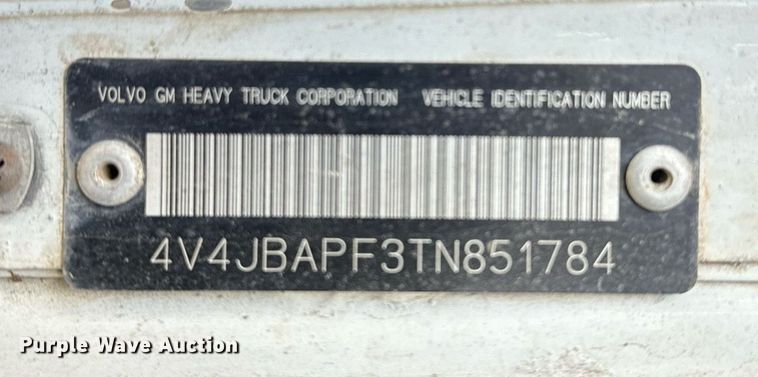 VOLVO GM HEAVY TRUCK CORPORATION VEHICLE IDENTIFICATION NUMBER
4V4JBAPF3TN851784
Purple Wave Auction